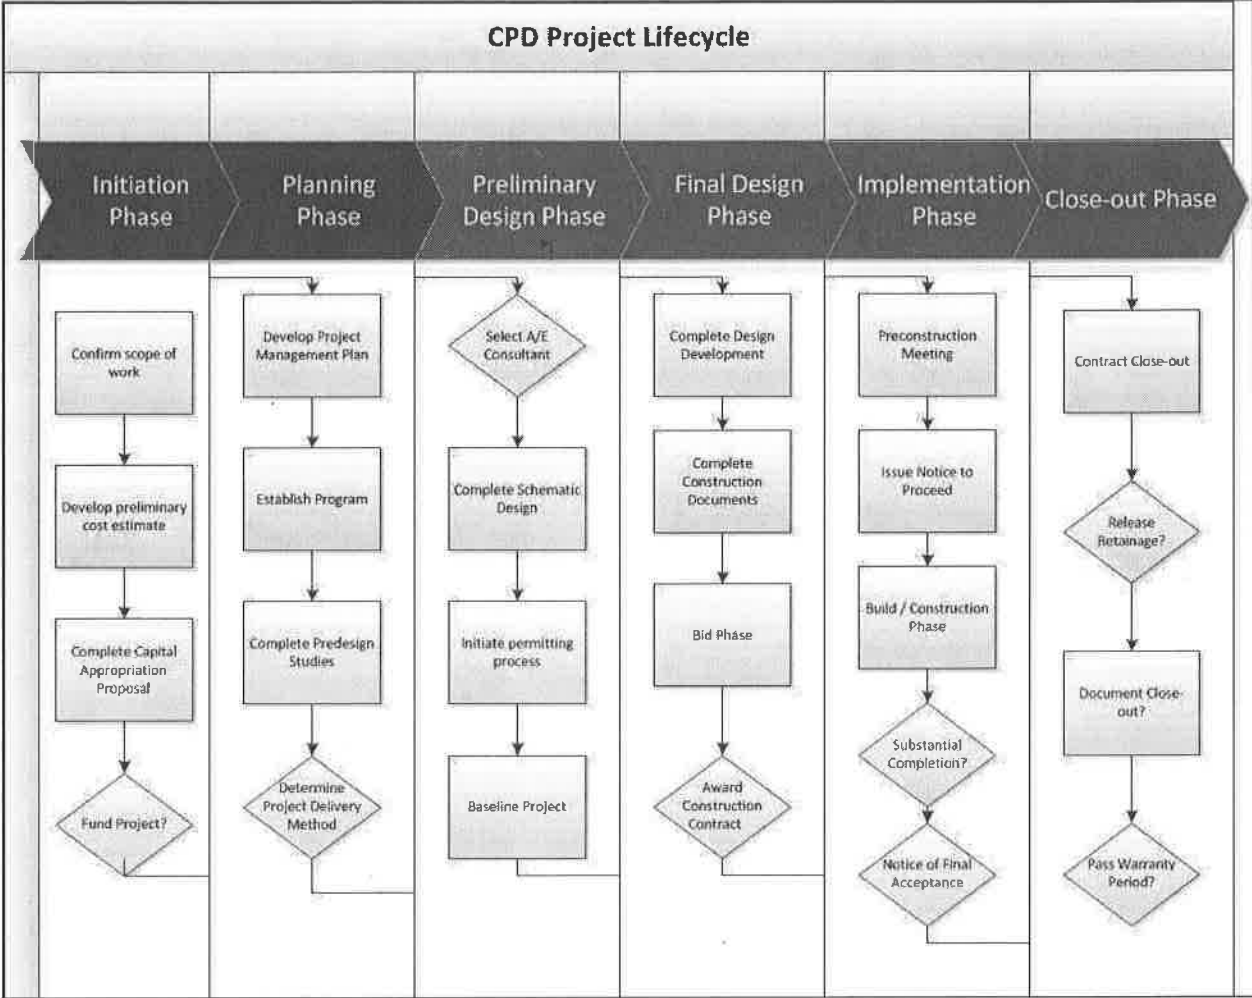 CPD Project Lifecycle
Initiation
Phase
Planning
Phase
Preliminary
Design Phase
Final Design
Phase
Implementation
Phase
Close-out Phase
Confirm scope of
work
Develop preliminary
cost estimate
Complete Capital
Appropriation
Proposal
Fund Project?
Develop Project
Management Plan
Establish Program
Complete Predesign
Studies
Determine
Project Delivery
Method
Select A/E
Consultant
Complete Schematic
Design
Initiate permitting
process
Baseline Project
Complete Design
Development
Complete
Construction
Documents
Bid Phase
Award
Construction
Contract
Preconstruction
Meeting
Issue Notice to
Proceed
Build / Construction
Phase
Substantial
Completion?
Notice of Final
Acceptance
Contract Close-out
Release
Retainage?
Document Close-
out?
Pass Warranty
Period?